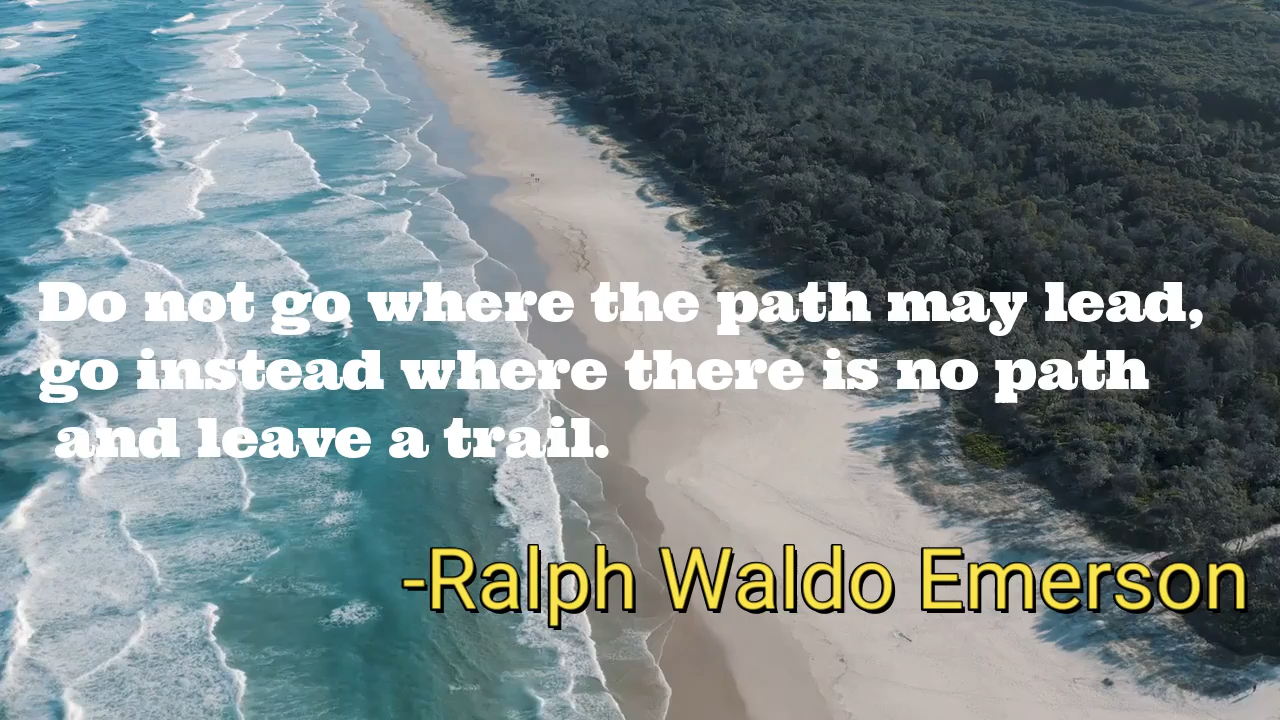 Do not go where the path may lead,
go instead where there is no path
and leave a trail.
-Ralph Waldo Emerson